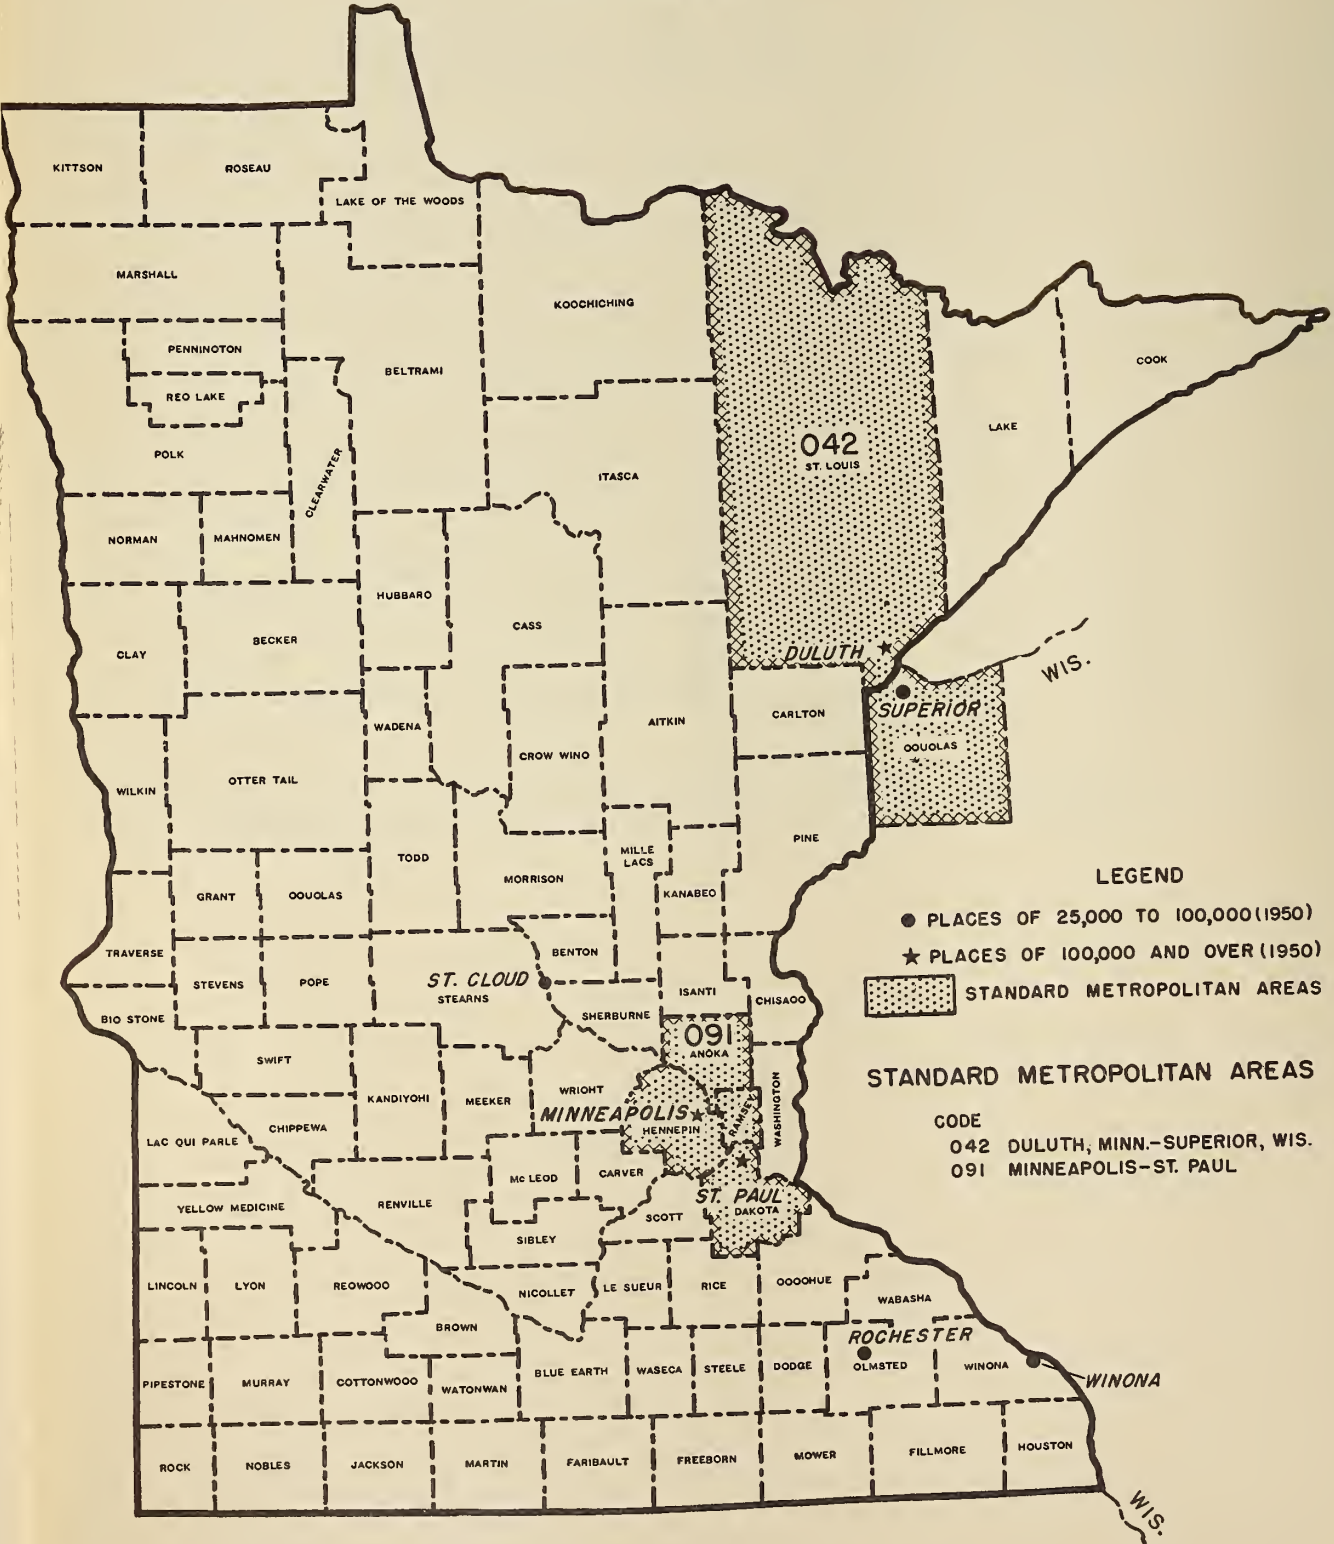 KITTSON
ROSEAU
LAKE OF THE WOODS
MARSHALL
KOOCHICHING
PENNINGTON
BELTRAMI
COOK
REO LAKE
LAKE
042
ST. LOUIS
POLK
CLEARWATER
ITASCA
NORMAN
MAHNOMEN
HUBBARO
CASS
CLAY
BECKER
DULUTH
WIS.
SUPERIOR
WADENA
AITKIN
CARLTON
DOUOLAS
CROW WINO
OTTER TAIL
WILKIN
PINE
TODD
MILLE
LACS
MORRISON
KANABEO
GRANT
OOUOLAS
LEGEND
PLACES OF 25,000 TO 100,000(1950)
PLACES OF 100,000 AND OVER (1950)
STANDARD METROPOLITAN AREAS
TRAVERSE
BENTON
STEVENS
POPE
ST. CLOUD
STEARNS
ISANTI
CHISAOO
BIO STONE
SHERBURNE
091
ANOKA
SWIFT
STANDARD METROPOLITAN AREAS
CODE
042 DULUTH, MINN.-SUPERIOR, WIS.
091 MINNEAPOLIS-ST. PAUL
KANDIYOHI
MEEKER
WRIOHT
MINNEAPOLIS
HENNEPIN
RAMSEY
WASHINGTON
LAC QUI PARLE
CHIPPEWA
MC LEOD
CARVER
ST. PAUL
DAKOTA
YELLOW MEDICINE
RENVILLE
SCOTT
SIBLEY
LINCOLN
LYON
REOWOOO
NICOLLET
LE SUEUR
RICE
OOOOHUE
WABASHA
BROWN
ROCHESTER
OLMSTED
PIPESTONE
MURRAY
COTTONWOOO
WATONWAN
BLUE EARTH
WASECA
STEELE
DODGE
WINONA
WINONA
ROCK
NOBLES
JACKSON
MARTIN
FARIBAULT
FREEBORN
MOWER
FILLMORE
HOUSTON
WIS.